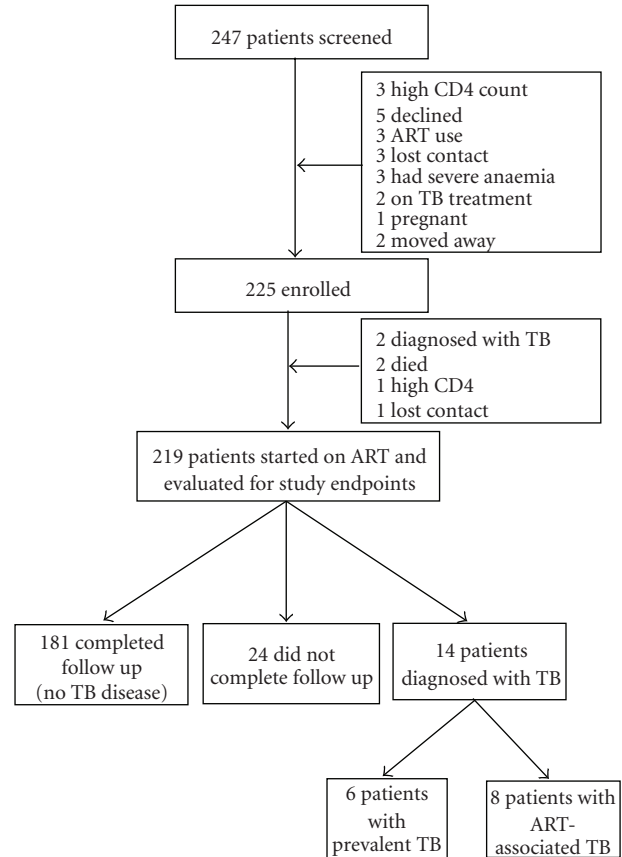 247 patients screened
3 high CD4 count
5 declined
3 ART use
3 lost contact
3 had severe anaemia
2 on TB treatment
1 pregnant
2 moved away
225 enrolled
2 diagnosed with TB
2 died
1 high CD4
1 lost contact
219 patients started on ART and
evaluated for study endpoints
181 completed
follow up
(no TB disease)
24 did not
complete follow up
14 patients
diagnosed with TB
6 patients
with
prevalent TB
8 patients with
ART-
associated TB